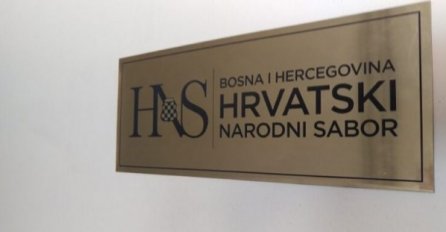 HNS
BOSNA I HERCEGOVINA
HRVATSKI
NARODNI SABOR